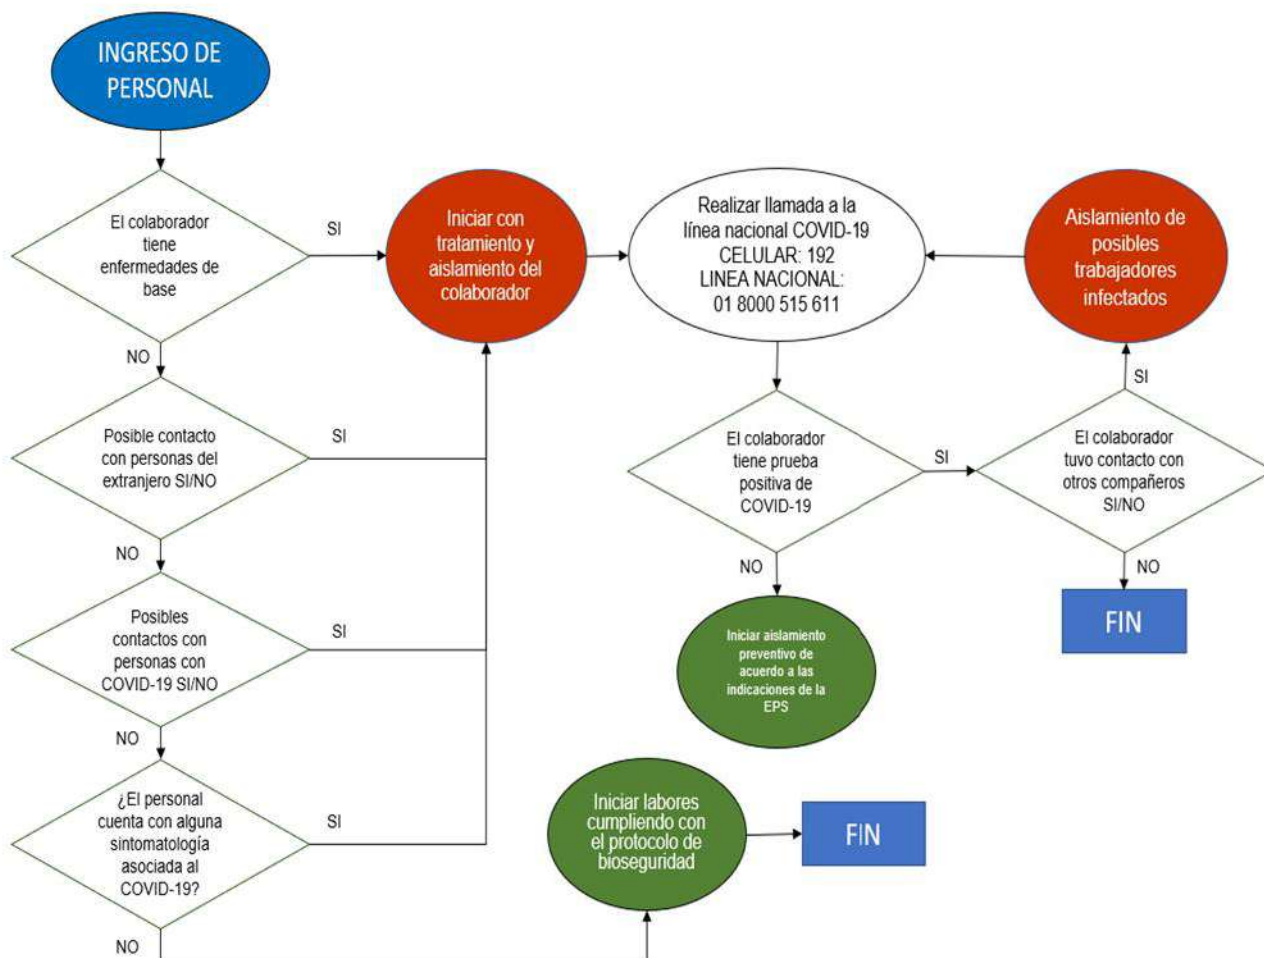 INGRESO DE
PERSONAL
El colaborador
tiene
enfermedades de
base
SI
NO
Iniciar con
tratamiento y
aislamiento del
colaborador
Realizar llamada a la
línea nacional COVID-19
CELULAR: 192
LINEA NACIONAL:
01 8000 515 611
Aislamiento de
posibles
trabajadores
infectados
Posible contacto
con personas del
extranjero SI/NO
SI
NO
El colaborador
tiene prueba
positiva de
COVID-19
SI
NO
El colaborador
tuvo contacto con
otros compañeros
SI/NO
SI
NO
Posibles
contactos con
personas con
COVID-19 SI/NO
SI
NO
Iniciar aislamiento
preventivo de
acuerdo a las
indicaciones de la
EPS
FIN
¿El personal
cuenta con alguna
sintomatología
asociada al
COVID-19?
SI
NO
Iniciar labores
cumpliendo con
el protocolo de
bioseguridad
FIN